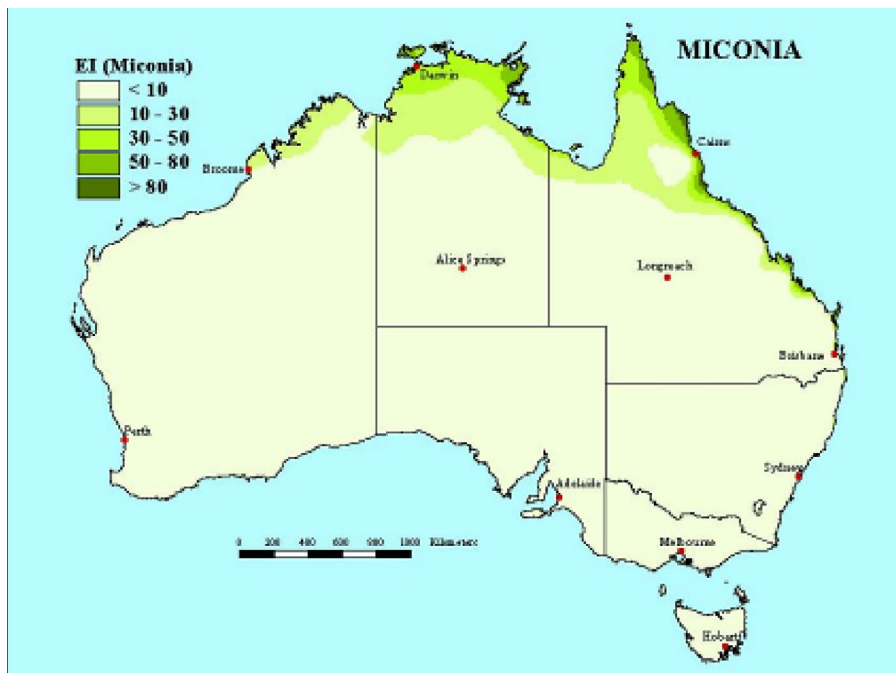 MICONIA
EI (Miconia)
< 10
10 - 30
30 - 50
50 - 80
> 80
Darwin
Cairns
Broome
Alice Springs
Longreach
Brisbane
Perth
Sydney
Adelaide
0 200 400 600 800 1000 Kilometers
Melbourne
Hobart